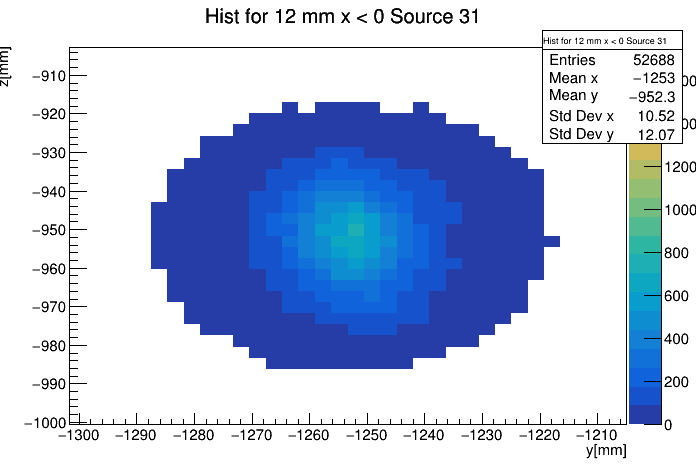 Hist for 12 mm x < 0 Source 31
z[mm]
Hist for 12 mm x < 0 Source 31
Entries 52688
Mean x −1253
Mean y −952.3
Std Dev x 10.52
Std Dev y 12.07
−910
−920
−930
−940
−950
−960
−970
−980
−990
−1000
1200
1000
800
600
400
200
0
−1300 −1290 −1280 −1270 −1260 −1250 −1240 −1230 −1220 −1210
y[mm]